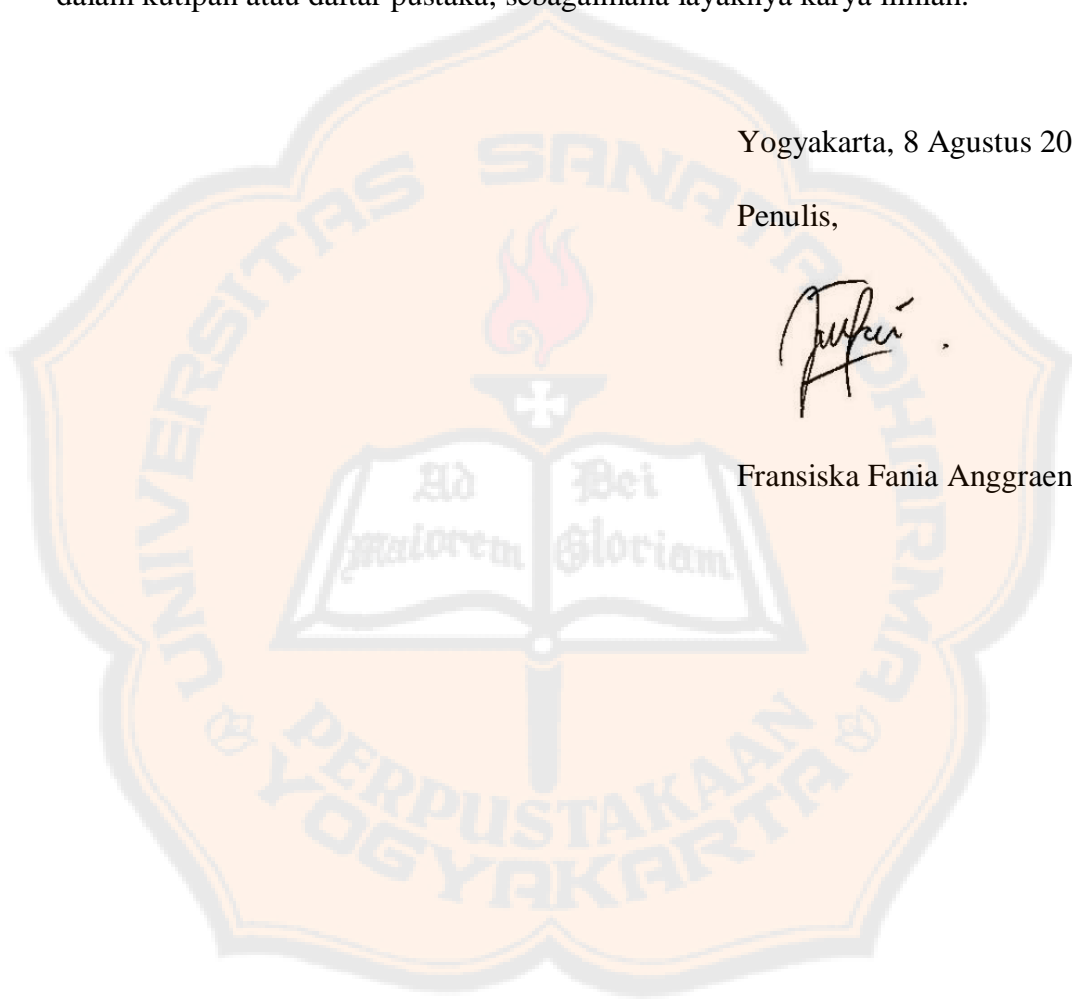 dalam kutipan atau daftar pustaka, sebagaimana layaknya karya ilmiah.
Yogyakarta, 8 Agustus 20
Penulis,
Fransiska Fania Anggraen
UNIVERSITAS SANATA DHARMA
Ad Dei
Maiorem Gloriam
PERPUSTAKAAN
YOGYAKARTA